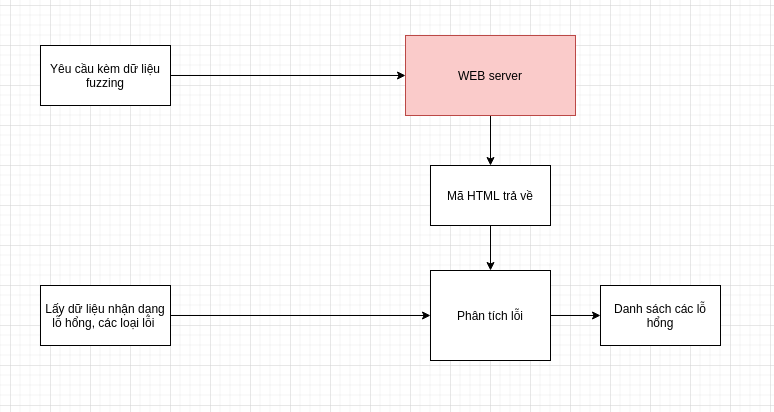 Yêu cầu kèm dữ liệu
fuzzing
WEB server
Mã HTML trả về
Lấy dữ liệu nhận dang
lỗ hổng, các loại lỗi
Phân tích lỗi
Danh sách các lỗ
hổng